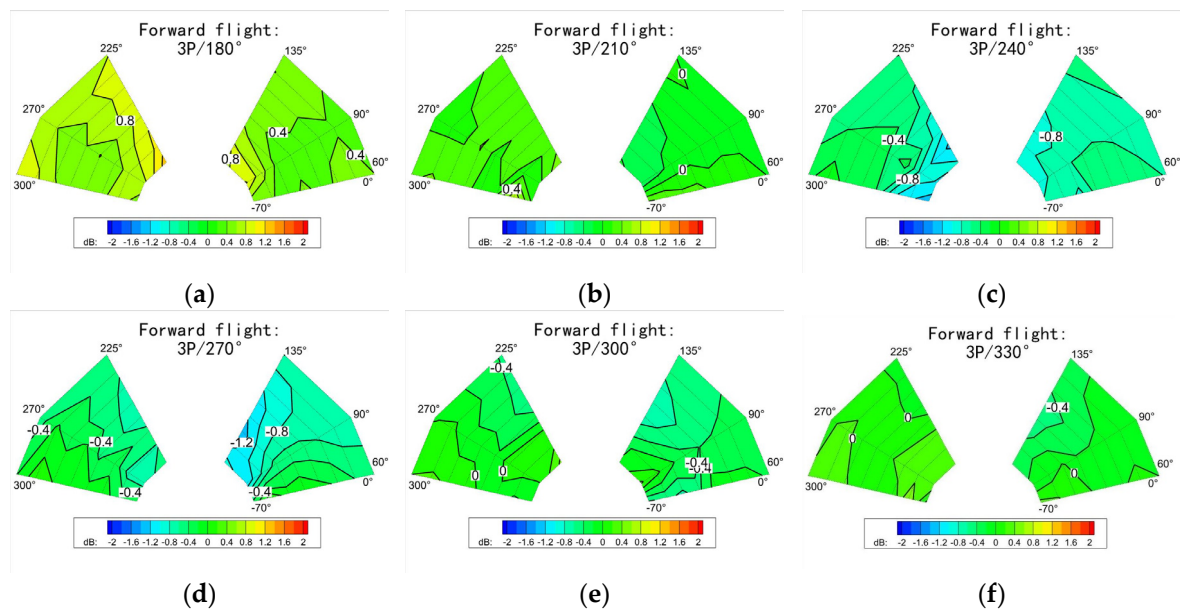 Forward flight:
3P/180°
225° 135°
270° 90°
0.8 0.4
0.8 0.4 60°
300° 0°
-70°
dB: -2 -1.6 -1.2 -0.8 -0.4 0 0.4 0.8 1.2 1.6 2
(a)
Forward flight:
3P/210°
225° 135°
0
270° 90°
0 60°
0.4
300° 0°
-70°
dB: -2 -1.6 -1.2 -0.8 -0.4 0 0.4 0.8 1.2 1.6 2
(b)
Forward flight:
3P/240°
225° 135°
270° 90°
-0.4 -0.8
60°
-0.8
300° 0°
-70°
dB: -2 -1.6 -1.2 -0.8 -0.4 0 0.4 0.8 1.2 1.6 2
(c)
Forward flight:
3P/270°
225° 135°
270° 90°
-0.4 -0.4 -1.2 -0.8
60°
300° -0.4 -0.4 0°
-70°
dB: -2 -1.6 -1.2 -0.8 -0.4 0 0.4 0.8 1.2 1.6 2
(d)
Forward flight:
3P/300°
225° 135°
-0.4
270° 90°
-0.4 60°
0 0 -0.4
300° 0°
-70°
dB: -2 -1.6 -1.2 -0.8 -0.4 0 0.4 0.8 1.2 1.6 2
(e)
Forward flight:
3P/330°
225° 135°
-0.4
270° 0 90°
0
0 60°
300° 0°
-70°
dB: -2 -1.6 -1.2 -0.8 -0.4 0 0.4 0.8 1.2 1.6 2
(f)